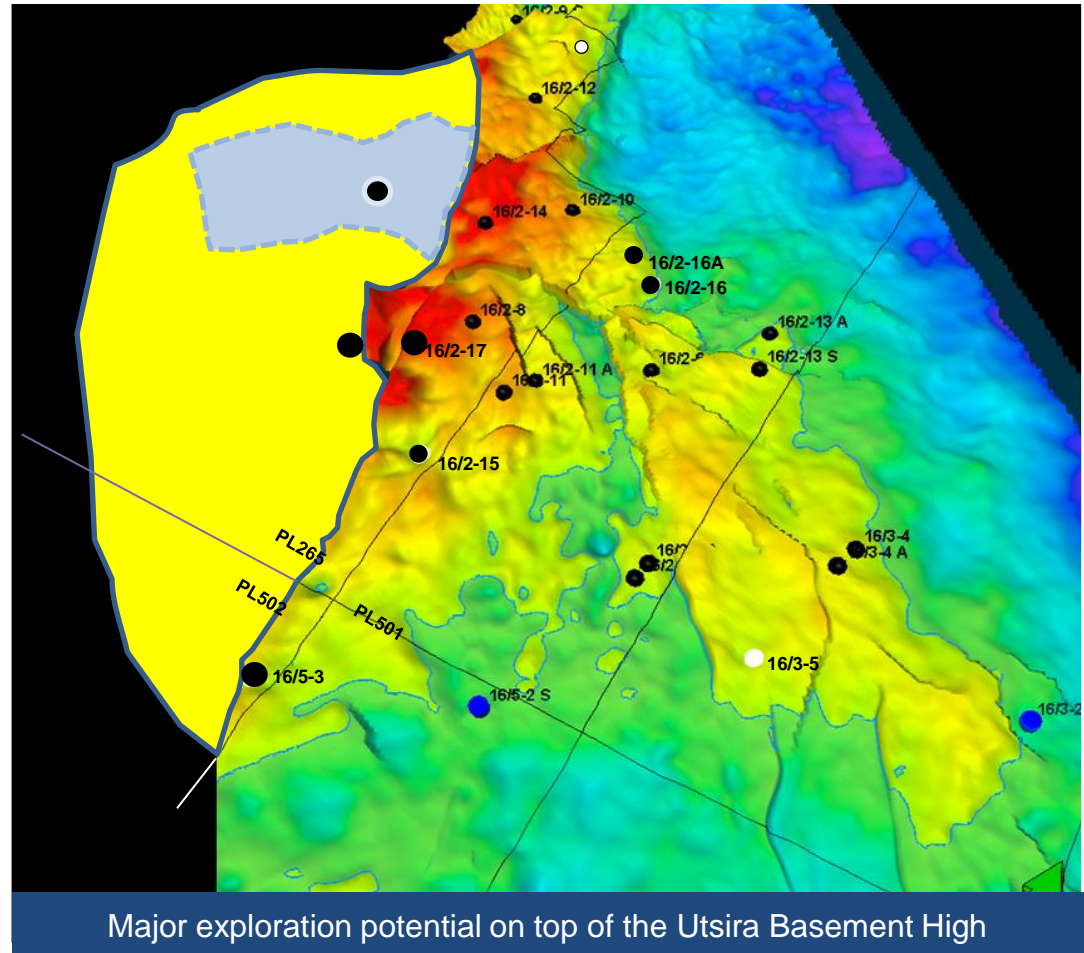 16/2-12
16/2-14
16/2-10
16/2-16A
16/2-16
16/2-8
16/2-13 A
16/2-17
16/2-13 S
16/2-11 A
16/2-15
PL265
16/3-4
PL502
PL501
16/3-5
16/5-3
16/5-2 S
Major exploration potential on top of the Utsira Basement High